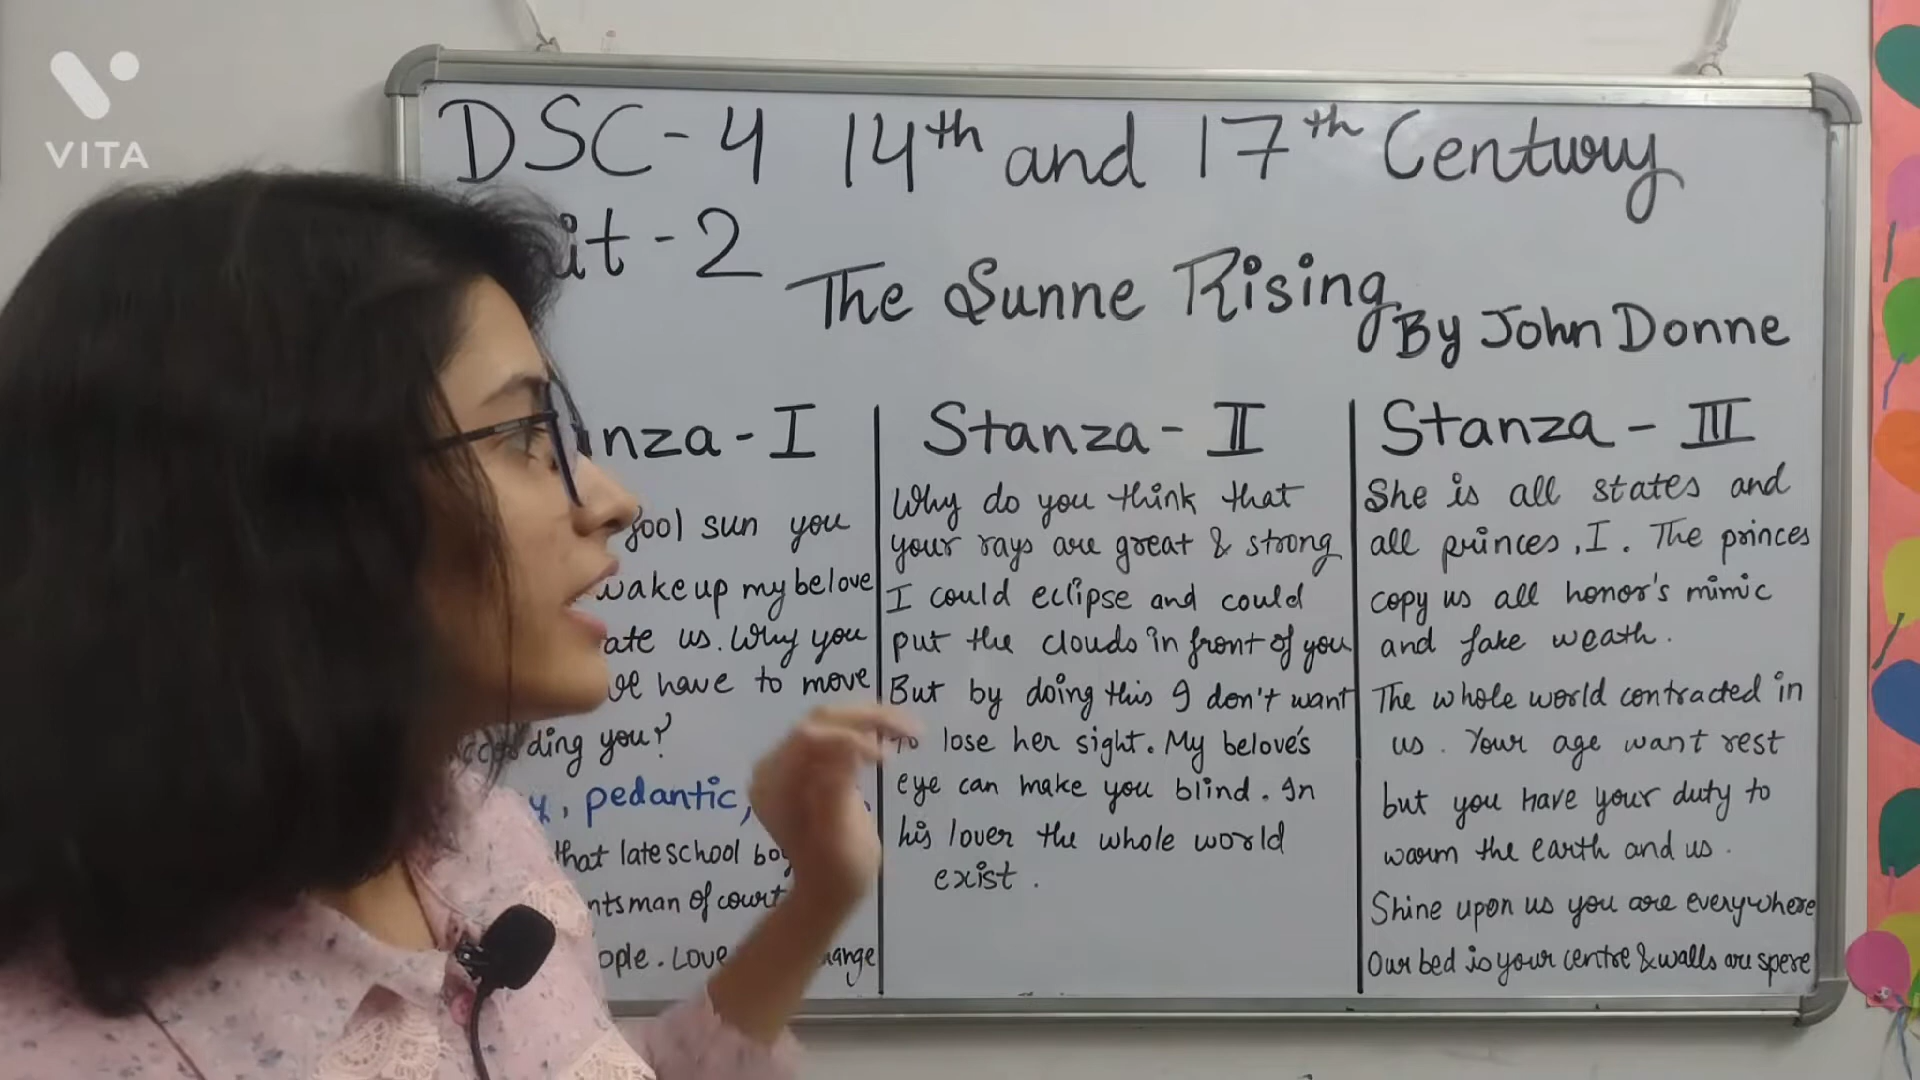 VITA
DSC-4 14th and 17th Century
it-2
The Sunne Rising
By John Donne
nza-I
fool sun you
wake up my belove
ate us. Why you
have to move
ding you?
, pedantic,
that late school boy
ntsman of court
ople. Love ange
Stanza-II
Why do you think that
your rays are great & strong
I could eclipse and could
put the clouds in front of you
But by doing this I don't want
to lose her sight. My belove's
eye can make you blind. In
his lover the whole world
exist.
Stanza-III
She is all states and
all princes, I. The princes
copy us all honor's mimic
and fake weath.
The whole world contracted in
us. Your age want rest
but you have your duty to
warm the earth and us.
Shine upon us you are everywhere
Our bed is your centre & walls are spere